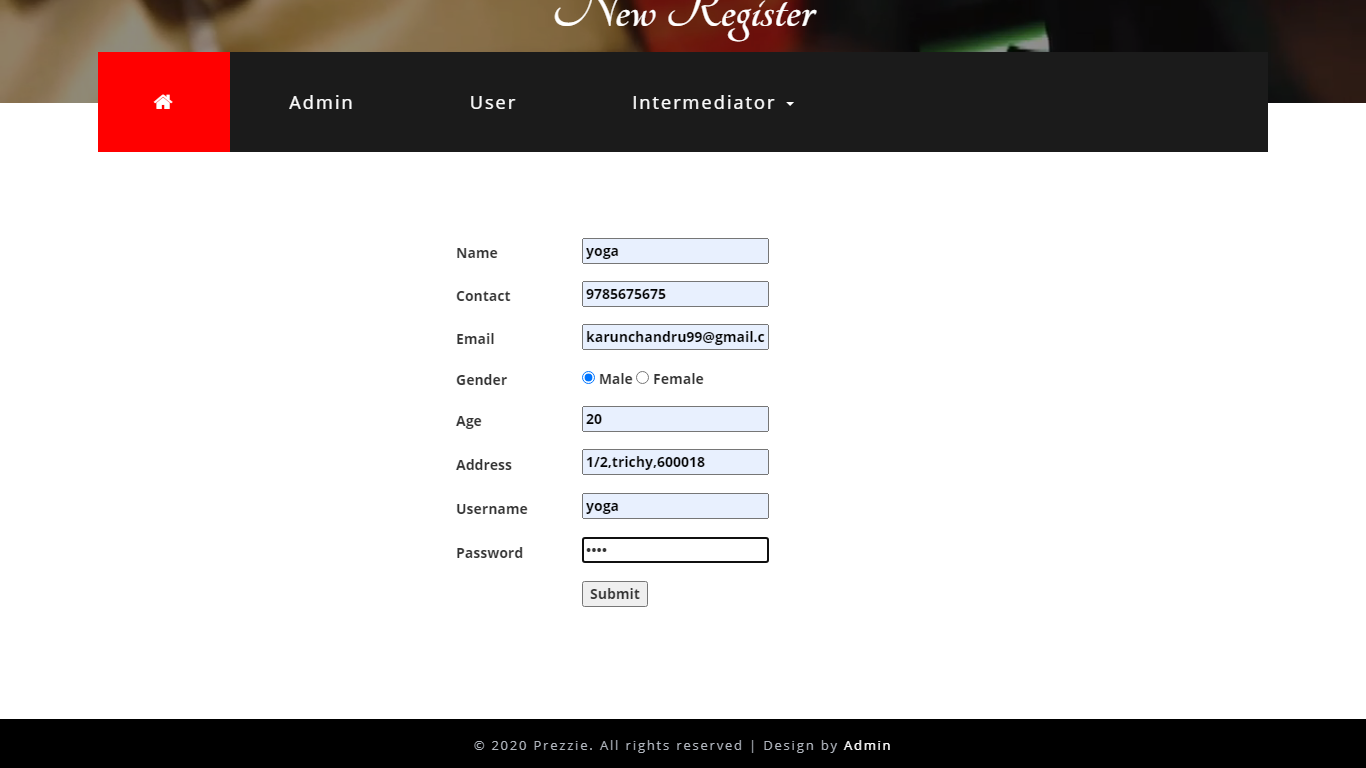 New Register
Admin User Intermediator
Name yoga
Contact 9785675675
Email karunchandru99@gmail.c
Gender Male Female
Age 20
Address 1/2,trichy,600018
Username yoga
Password ••••
Submit
© 2020 Prezzie. All rights reserved | Design by Admin